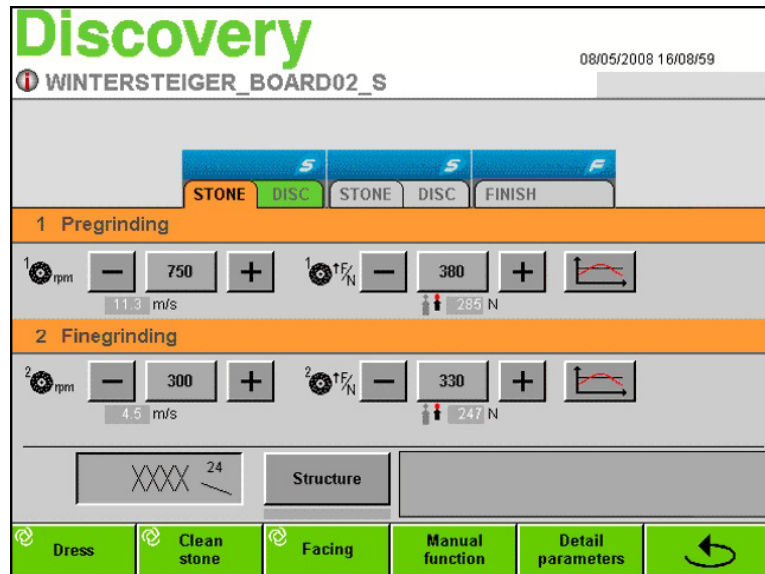 Discovery
08/05/2008 16/08/59
i WINTERSTEIGER_BOARD02_S
S S F
STONE DISC STONE DISC FINISH
1 Pregrinding
1 rpm − 750 + 1 F/N − 380 +
11.3 m/s 285 N
2 Finegrinding
2 rpm − 300 + 2 F/N − 330 +
4.5 m/s 247 N
XXXX 24 Structure
Dress Clean stone Facing Manual function Detail parameters